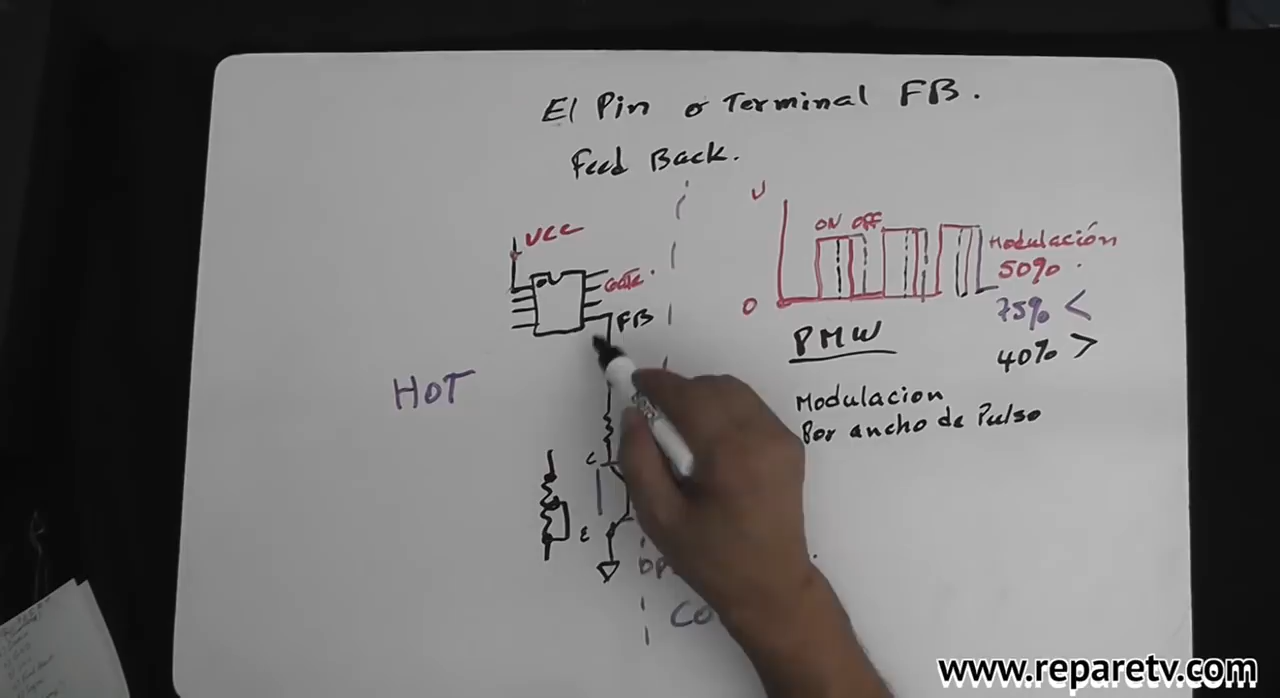 El Pin o Terminal FB.
Feed Back.
VCC
GATE
FB
HOT
C
E
V
ON OFF
0
Modulación
50%
75% <
40% >
PMW
Modulacion
Por ancho de Pulso
www.reparetv.com